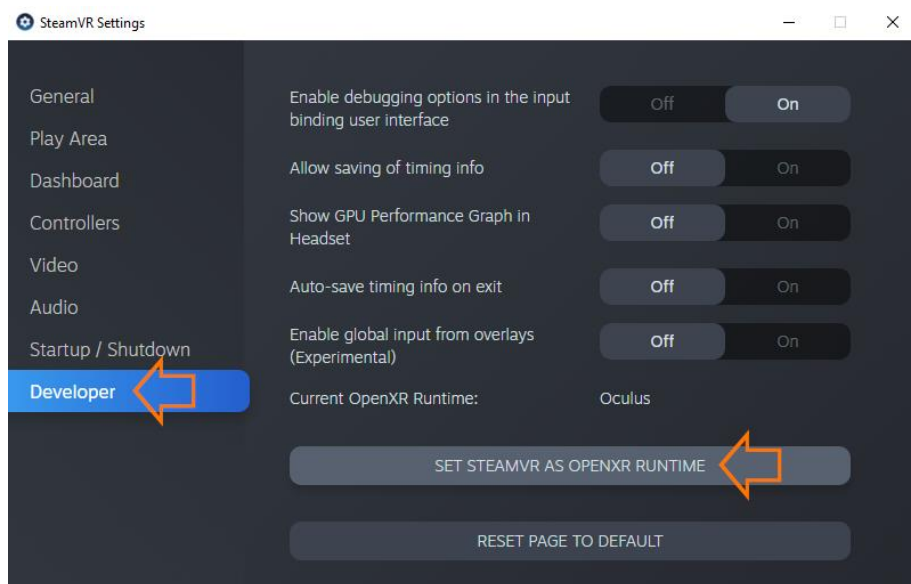 SteamVR Settings
General
Play Area
Dashboard
Controllers
Video
Audio
Startup / Shutdown
Developer
Enable debugging options in the input
binding user interface
Off On
Allow saving of timing info
Off On
Show GPU Performance Graph in
Headset
Off On
Auto-save timing info on exit
Off On
Enable global input from overlays
(Experimental)
Off On
Current OpenXR Runtime: Oculus
SET STEAMVR AS OPENXR RUNTIME
RESET PAGE TO DEFAULT